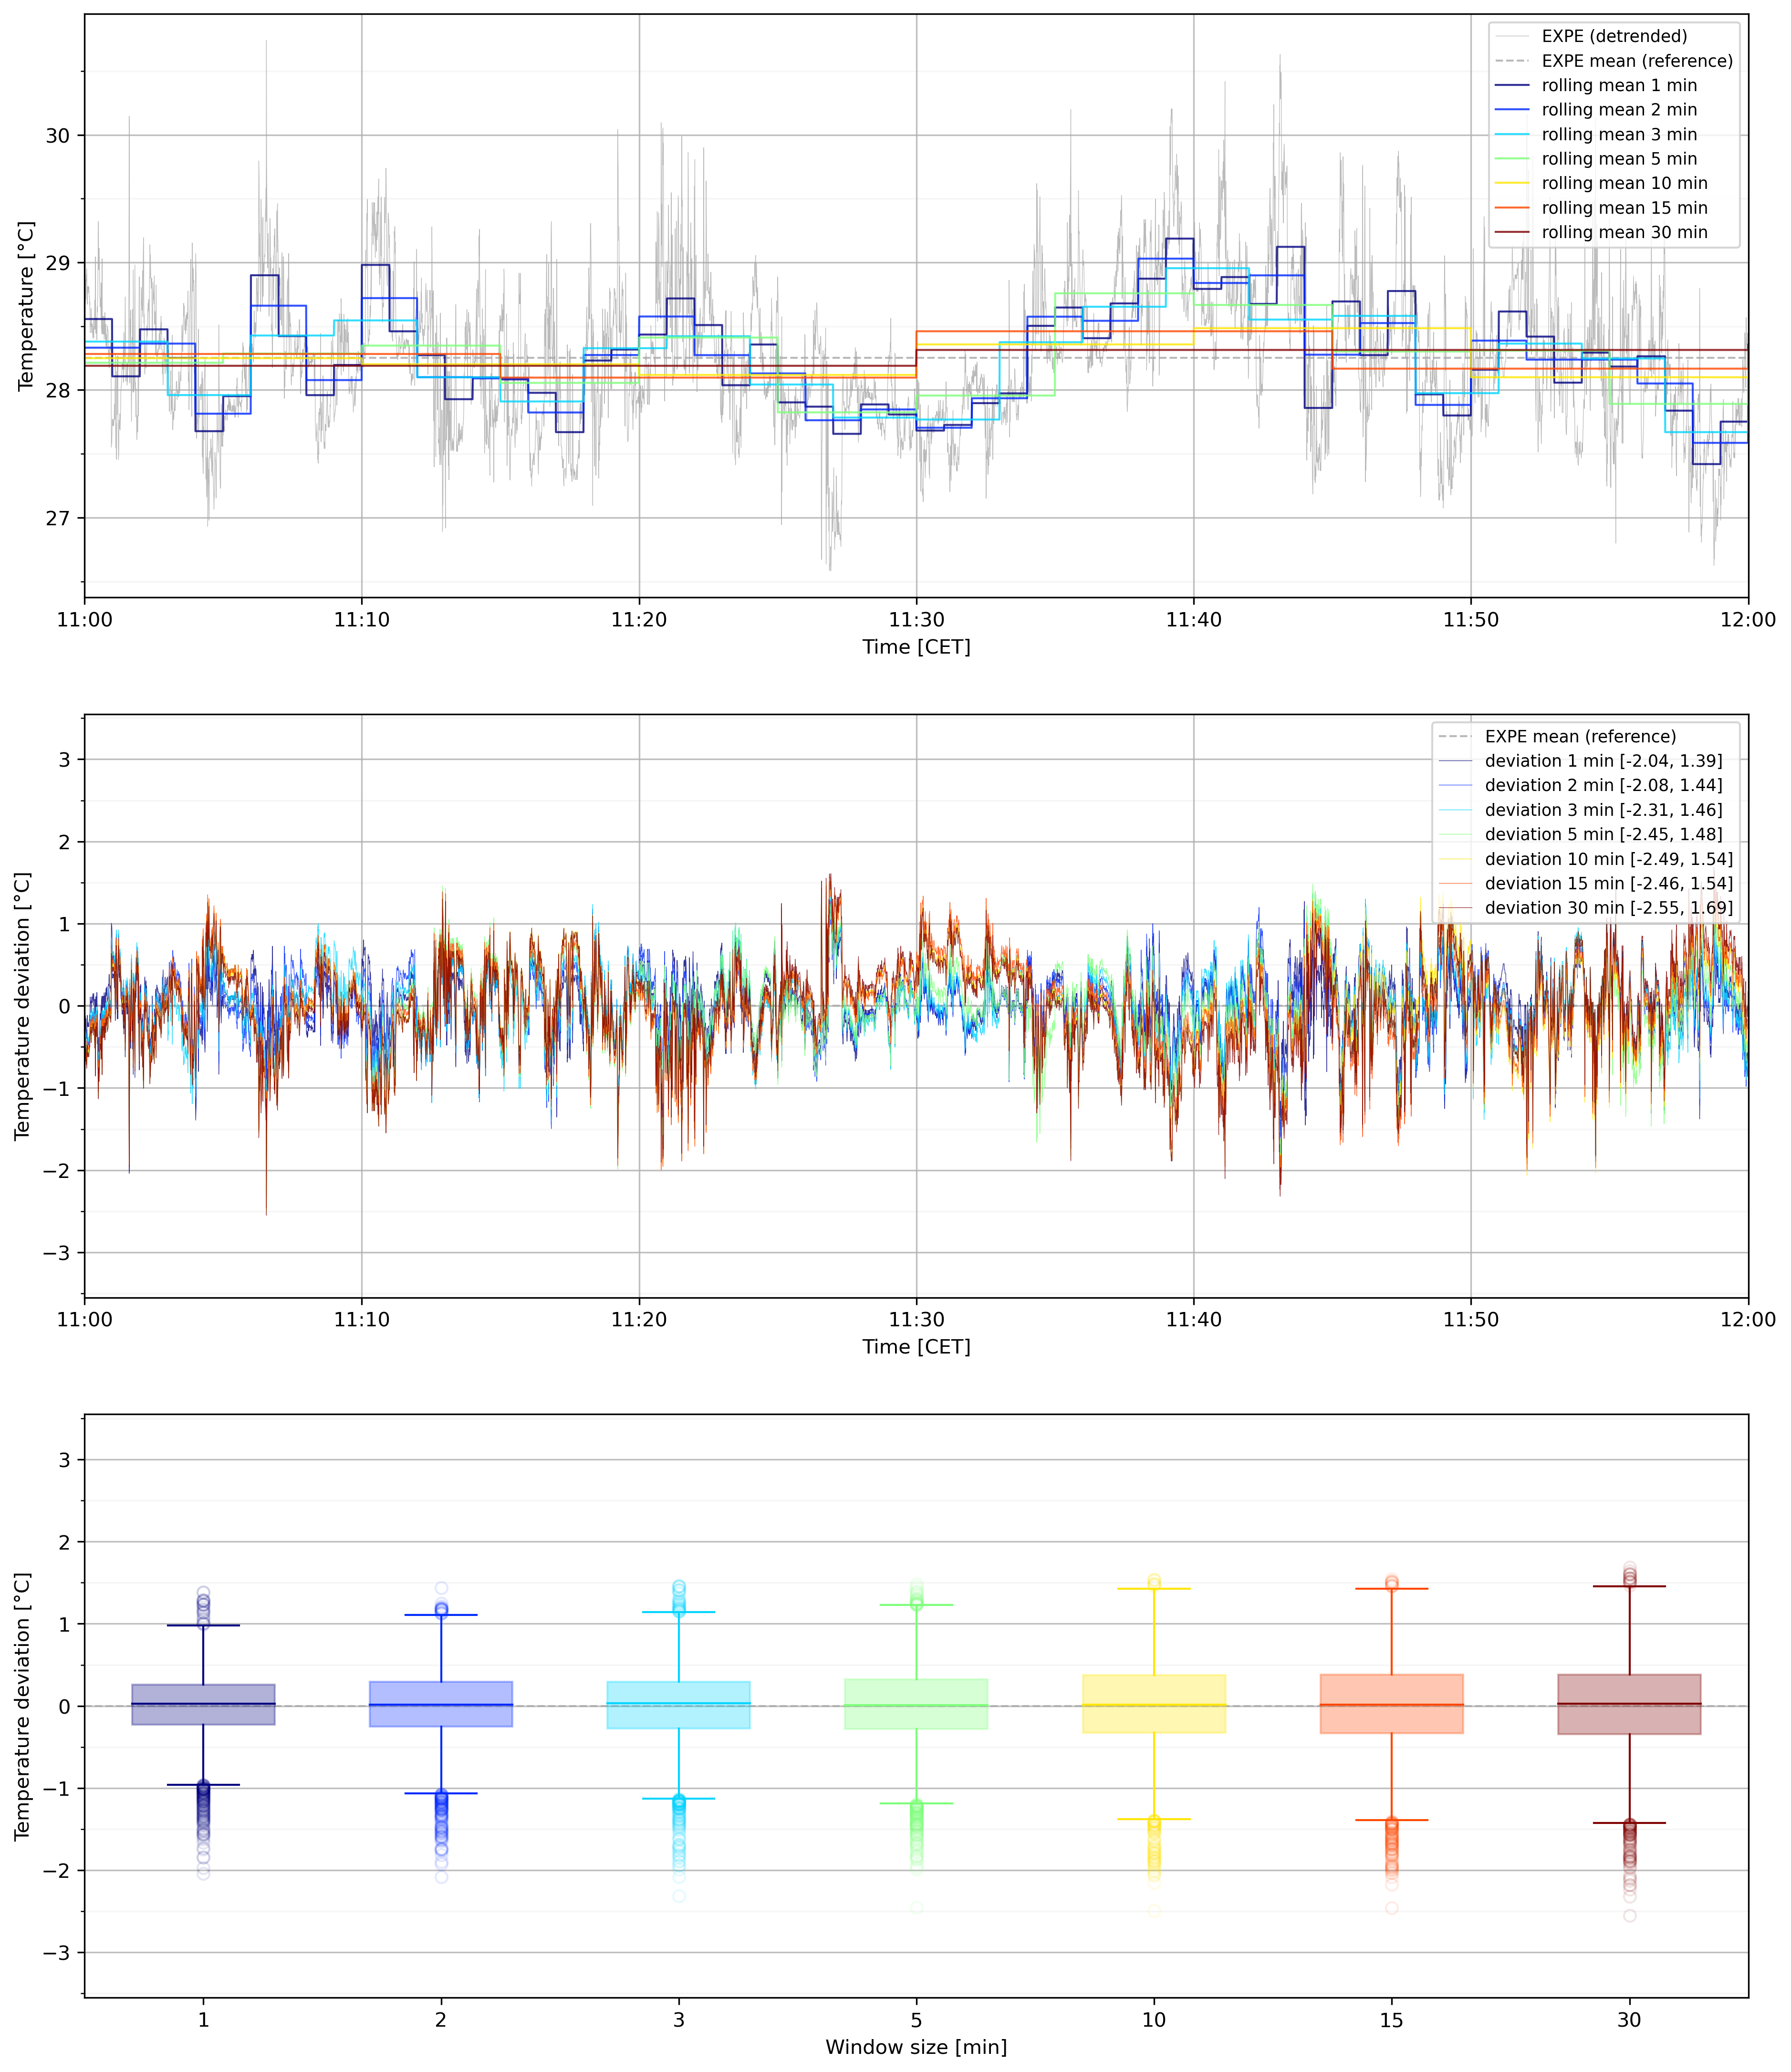 Temperature [°C]
30
29
28
27
EXPE (detrended)
EXPE mean (reference)
rolling mean 1 min
rolling mean 2 min
rolling mean 3 min
rolling mean 5 min
rolling mean 10 min
rolling mean 15 min
rolling mean 30 min
11:00 11:10 11:20 11:30 11:40 11:50 12:00
Time [CET]
Temperature deviation [°C]
3
2
1
0
−1
−2
−3
EXPE mean (reference)
deviation 1 min [-2.04, 1.39]
deviation 2 min [-2.08, 1.44]
deviation 3 min [-2.31, 1.46]
deviation 5 min [-2.45, 1.48]
deviation 10 min [-2.49, 1.54]
deviation 15 min [-2.46, 1.54]
deviation 30 min [-2.55, 1.69]
11:00 11:10 11:20 11:30 11:40 11:50 12:00
Time [CET]
Temperature deviation [°C]
3
2
1
0
−1
−2
−3
1 2 3 5 10 15 30
Window size [min]